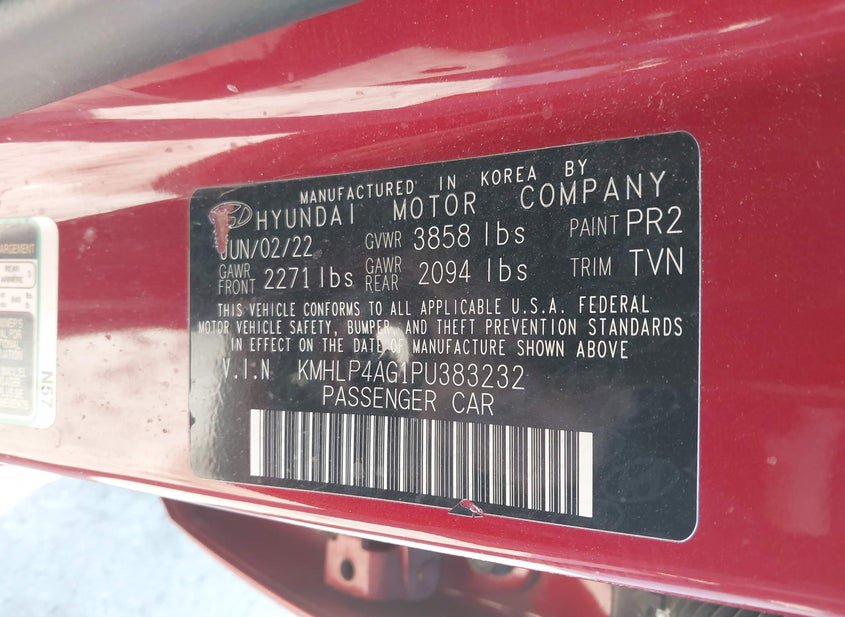 MANUFACTURED IN KOREA BY
HYUNDAI MOTOR COMPANY
JUN/02/22 GVWR 3858 lbs PAINT PR2
GAWR FRONT 2271 lbs GAWR REAR 2094 lbs TRIM TVN
THIS VEHICLE CONFORMS TO ALL APPLICABLE U.S.A. FEDERAL
MOTOR VEHICLE SAFETY, BUMPER, AND THEFT PREVENTION STANDARDS
IN EFFECT ON THE DATE OF MANUFACTURE SHOWN ABOVE
V.I.N KMHLP4AG1PU383232
PASSENGER CAR
REAR
N57